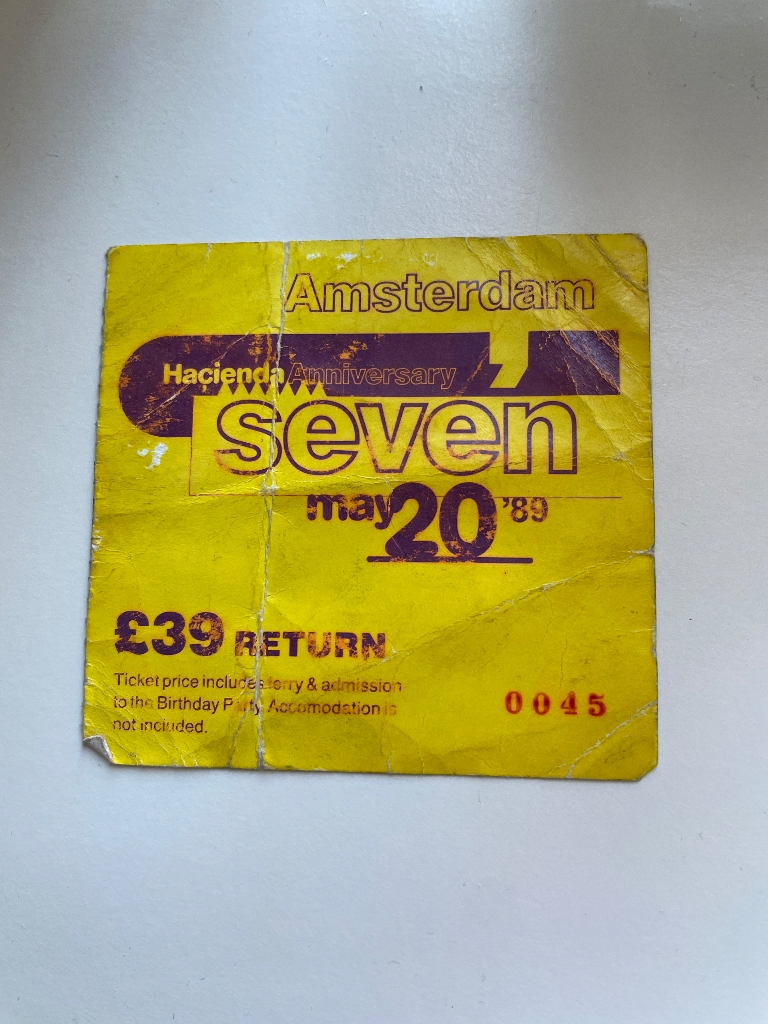 Amsterdam
Hacienda Anniversary
seven
may 20 '89
£39 RETURN
Ticket price includes ferry & admission
to the Birthday Party. Accomodation is
not included.
0045